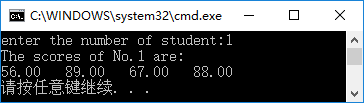 C:\WINDOWS\system32\cmd.exe
enter the number of student:1
The scores of No.1 are:
56.00   89.00   67.00   88.00
请按任意键继续. . .